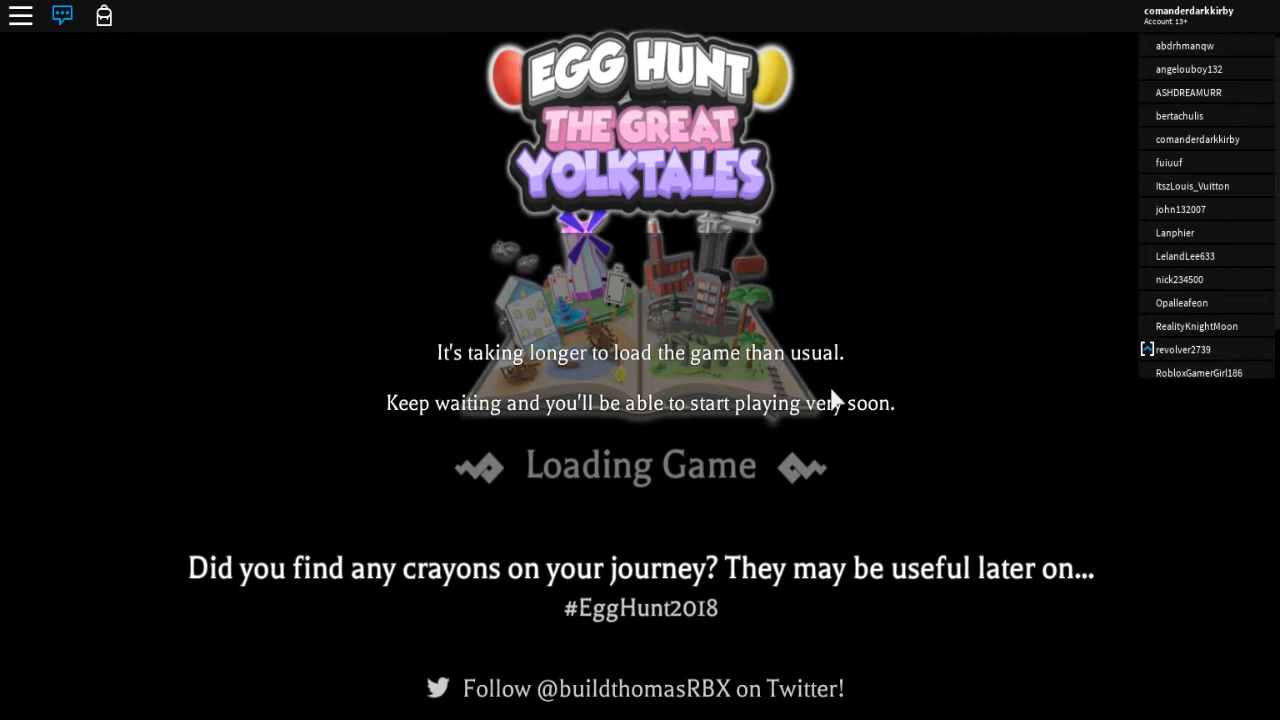 comanderdarkkirby
Account: 13+
abdrhmanqw
angelouboy132
ASHDREAMURR
bertachulis
comanderdarkkirby
fuiuuf
ItszLouis_Vuitton
john132007
Lanphier
LelandLee633
nick234500
Opalleafeon
RealityKnightMoon
revolver2739
RobloxGamerGirl186
EGG HUNT
THE GREAT
YOLKTALES
It's taking longer to load the game than usual.
Keep waiting and you'll be able to start playing very soon.
Loading Game
Did you find any crayons on your journey? They may be useful later on...
#EggHunt2018
Follow @buildthomasRBX on Twitter!